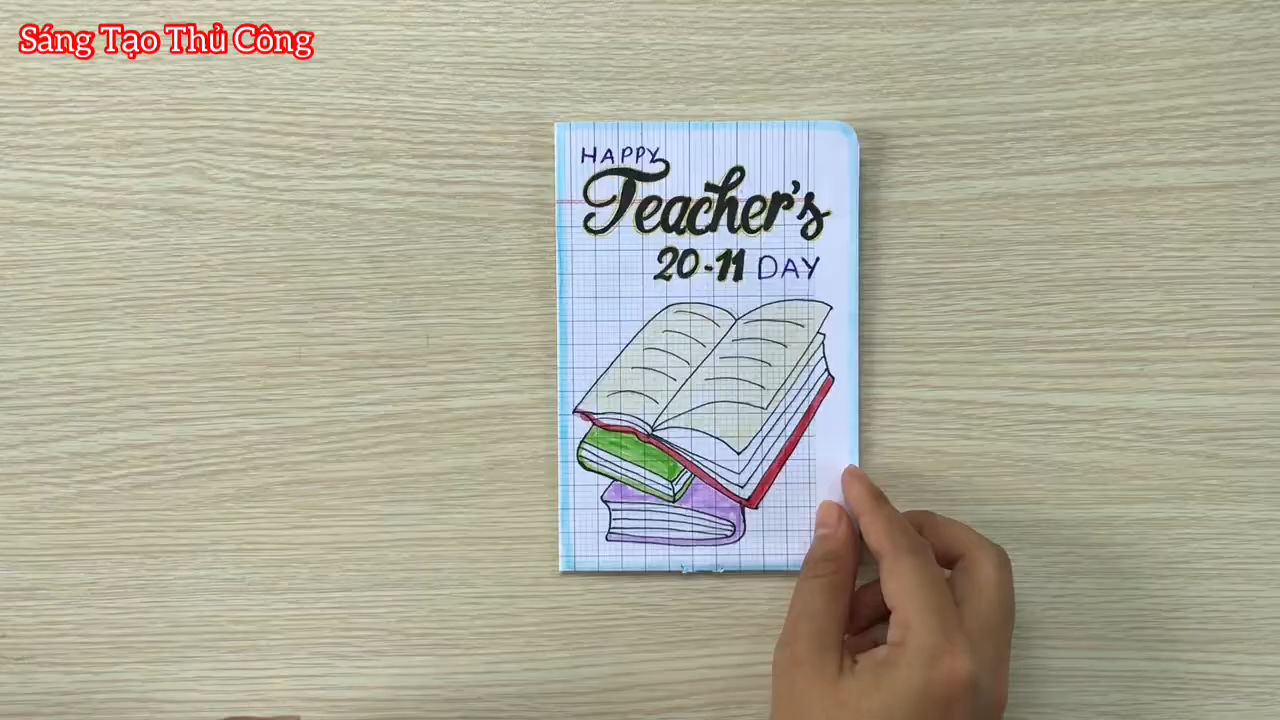 Sáng Tạo Thủ Công
HAPPY
Teacher's
20-11 DAY